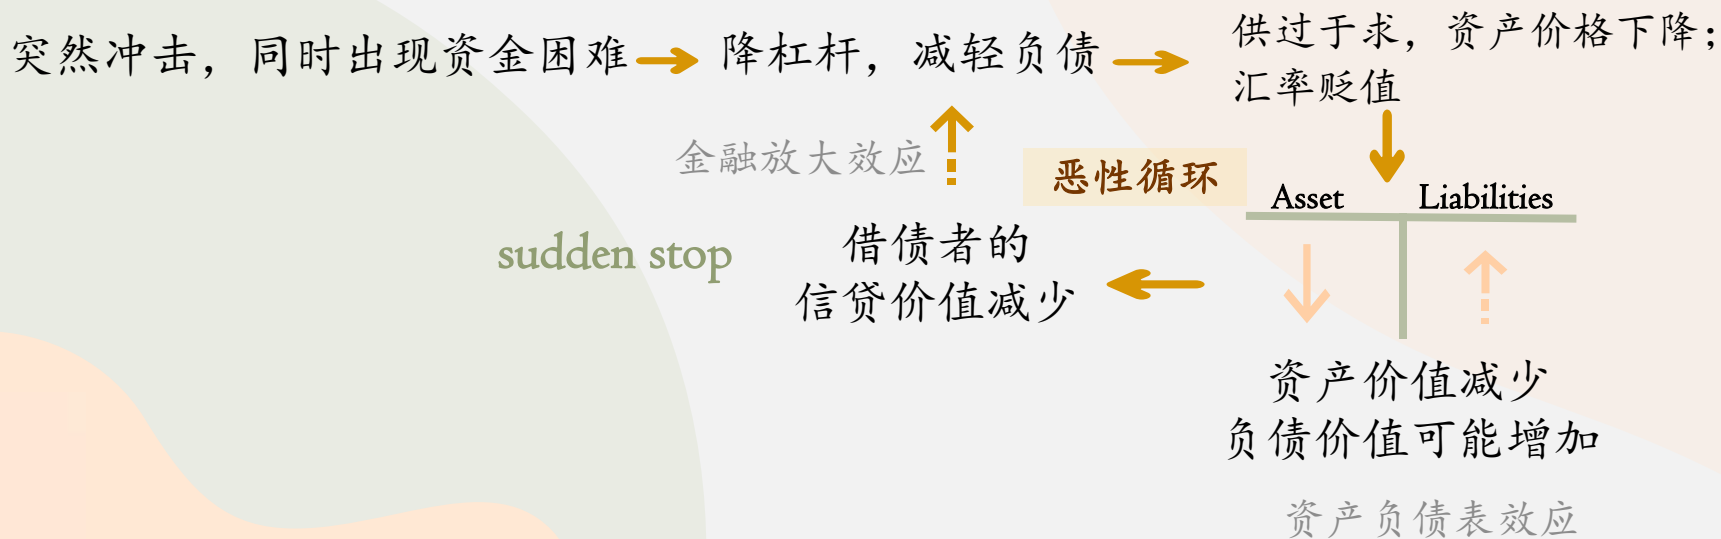 突然冲击，同时出现资金困难
降杠杆，减轻负债
供过于求，资产价格下降；
汇率贬值
金融放大效应
恶性循环
Asset
Liabilities
sudden stop
借债者的
信贷价值减少
资产价值减少
负债价值可能增加
资产负债表效应